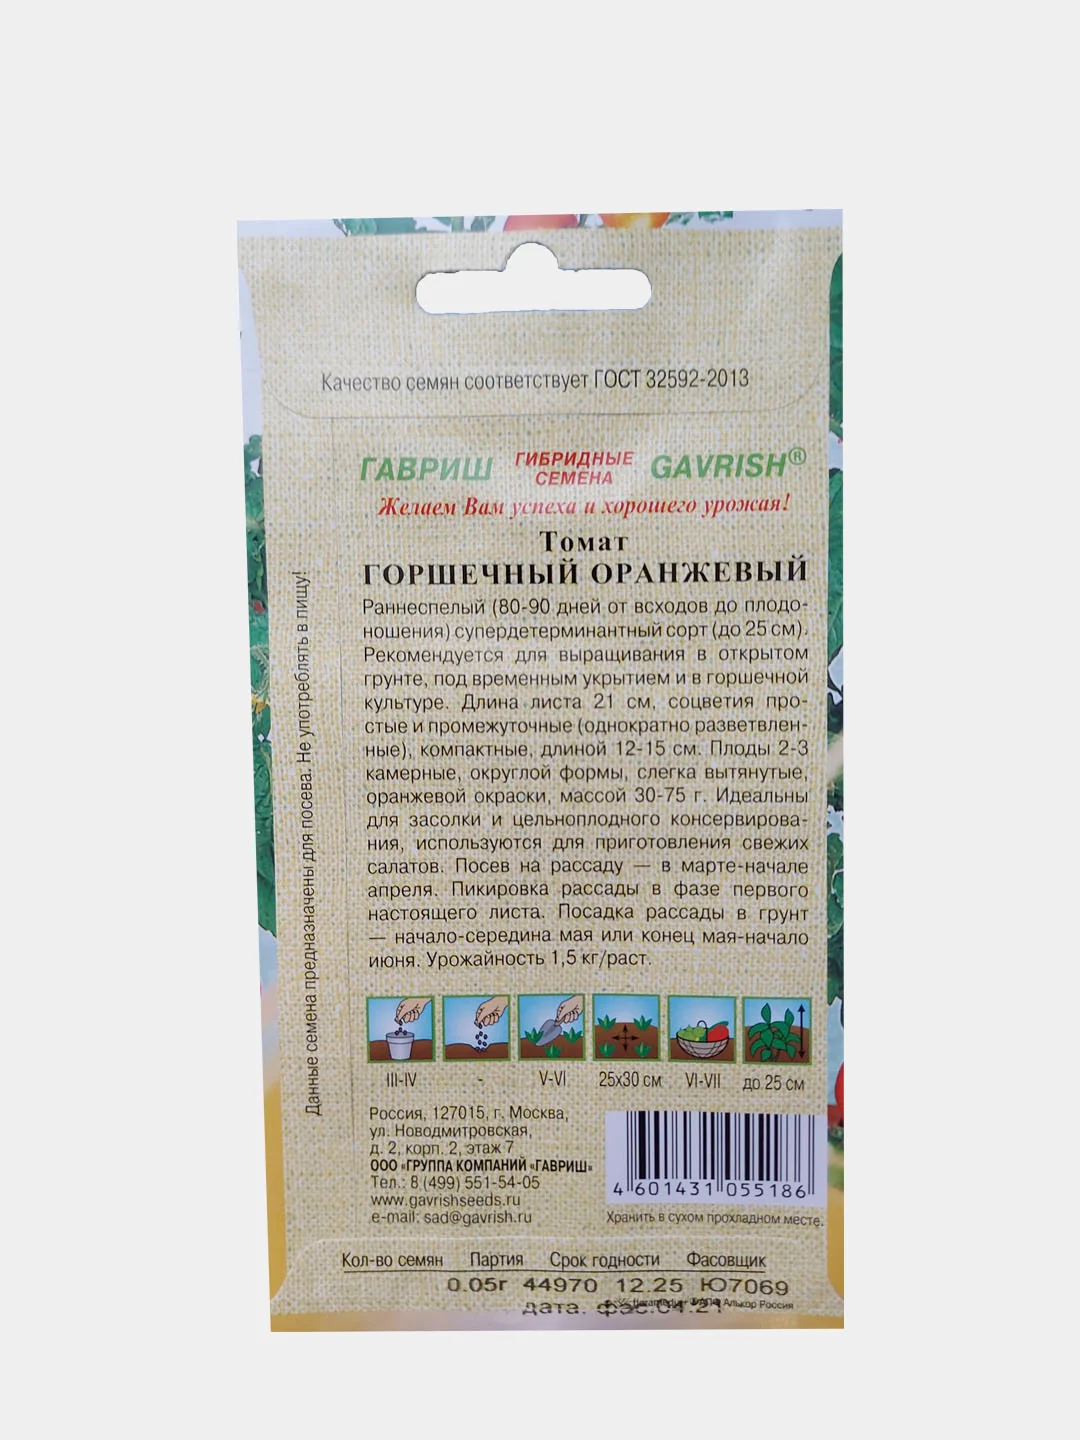 Качество семян соответствует ГОСТ 32592-2013
ГАВРИШ ГИБРИДНЫЕ СЕМЕНА GAVRISH®
Желаем Вам успеха и хорошего урожая!
Томат
ГОРШЕЧНЫЙ ОРАНЖЕВЫЙ
Раннеспелый (80-90 дней от всходов до плодо-
ношения) супердетерминантный сорт (до 25 см).
Рекомендуется для выращивания в открытом
грунте, под временным укрытием и в горшечной
культуре. Длина листа 21 см, соцветия про-
стые и промежуточные (однократно разветвлен-
ные), компактные, длиной 12-15 см. Плоды 2-3
камерные, округлой формы, слегка вытянутые,
оранжевой окраски, массой 30-75 г. Идеальны
для засолки и цельноплодного консервирова-
ния, используются для приготовления свежих
салатов. Посев на рассаду — в марте-начале
апреля. Пикировка рассады в фазе первого
настоящего листа. Посадка рассады в грунт
— начало-середина мая или конец мая-начало
июня. Урожайность 1,5 кг/раст.
III-IV - V-VI 25х30 см VI-VII до 25 см
Россия, 127015, г. Москва,
ул. Новодмитровская,
д. 2, корп. 2, этаж 7
ООО «ГРУППА КОМПАНИЙ «ГАВРИШ»
Тел.: 8 (499) 551-54-05
www.gavrishseeds.ru
e-mail: sad@gavrish.ru
4 601431 055186
Хранить в сухом прохладном месте.
Данные семена предназначены для посева. Не употреблять в пищу!
Кол-во семян Партия Срок годности Фасовщик
0.05г 44970 12.25 Ю7069
дата. фас.04.21
Алькор Россия